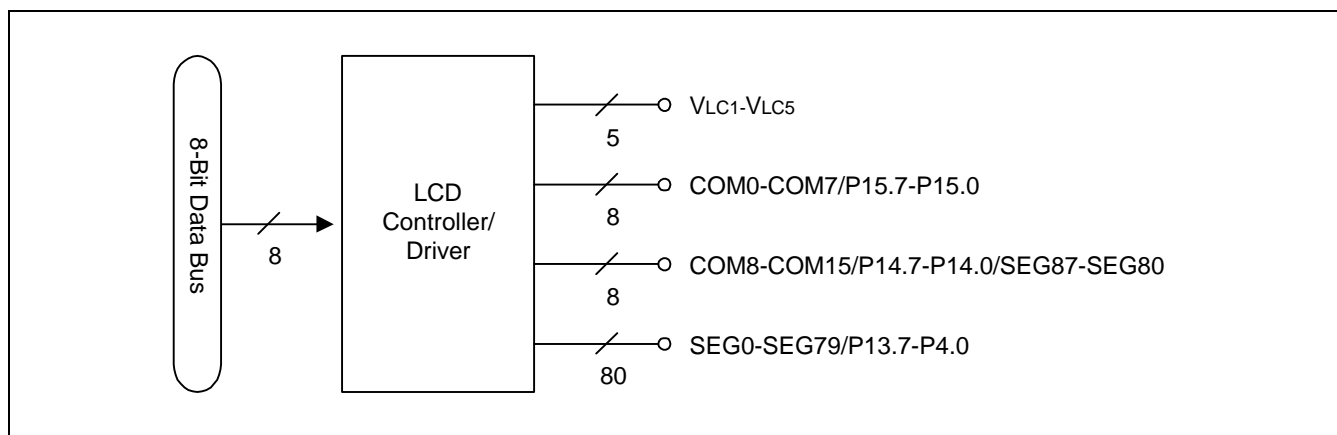 8-Bit Data Bus
8
LCD
Controller/
Driver
VLC1-VLC5
5
COM0-COM7/P15.7-P15.0
8
COM8-COM15/P14.7-P14.0/SEG87-SEG80
8
SEG0-SEG79/P13.7-P4.0
80